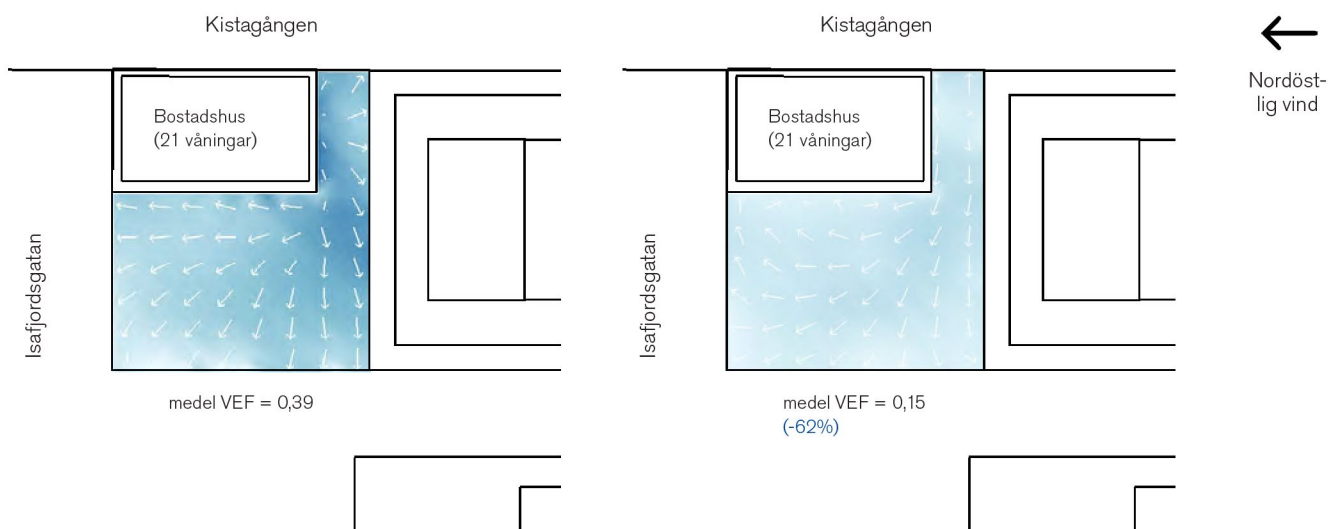 Kistagången
Bostadshus
(21 våningar)
Isafjordsgatan
medel VEF = 0,39
Kistagången
Bostadshus
(21 våningar)
Isafjordsgatan
medel VEF = 0,15
(-62%)
Nordöst-
lig vind